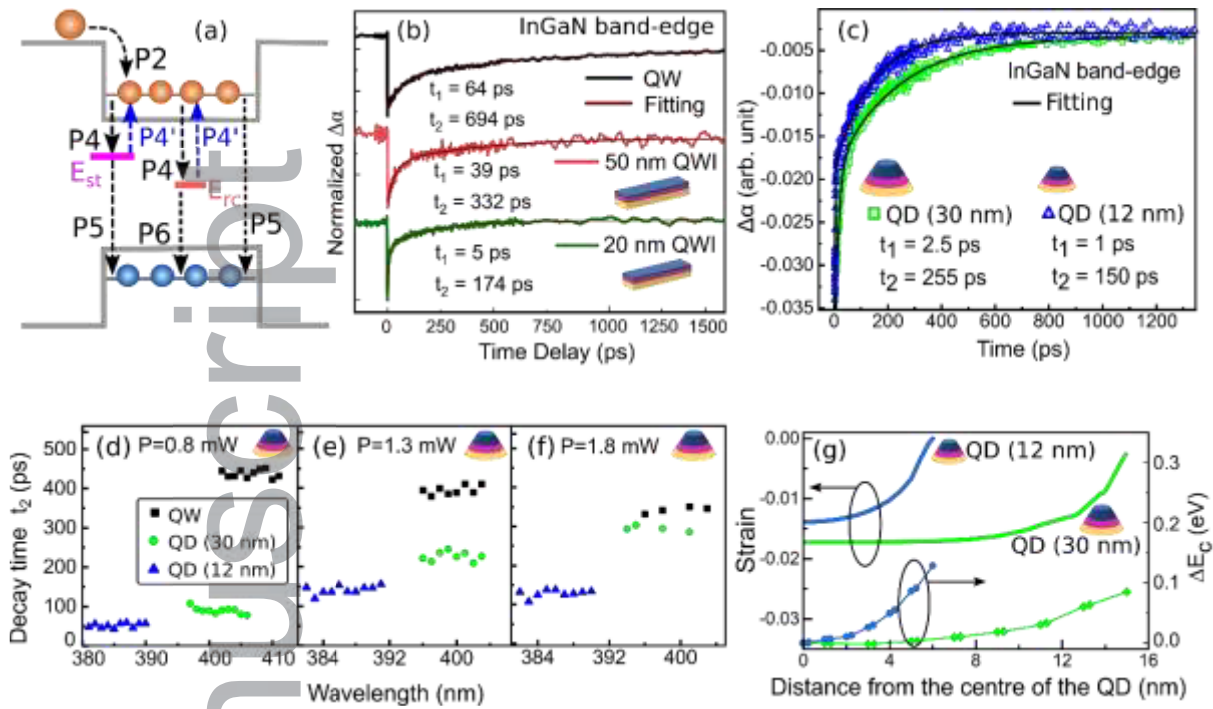 (a)
P2
P4
P4'
P4'
E_st
P4
E_rc
P5
P6
P5
nuscript
(b)
InGaN band-edge
QW
Fitting
t₁ = 64 ps
t₂ = 694 ps
50 nm QWI
t₁ = 39 ps
t₂ = 332 ps
20 nm QWI
t₁ = 5 ps
t₂ = 174 ps
Normalized Δα
0 250 500 750 1000 1250 1500
Time Delay (ps)
(c)
InGaN band-edge
Fitting
QD (30 nm)
t₁ = 2.5 ps
t₂ = 255 ps
QD (12 nm)
t₁ = 1 ps
t₂ = 150 ps
Δα (arb. unit)
-0.005
-0.010
-0.015
-0.020
-0.025
-0.030
-0.035
0 200 400 600 800 1000 1200
Time (ps)
(d) P=0.8 mW
QW
QD (30 nm)
QD (12 nm)
Decay time t₂ (ps)
500
400
300
200
100
0
380 390 400 410
(e) P=1.3 mW
384 392 400
(f) P=1.8 mW
384 392 400
Wavelength (nm)
(g)
QD (12 nm)
QD (30 nm)
Strain
0.00
-0.01
-0.02
-0.03
ΔE_C (eV)
0.3
0.2
0.1
0.0
0 4 8 12 16
Distance from the centre of the QD (nm)